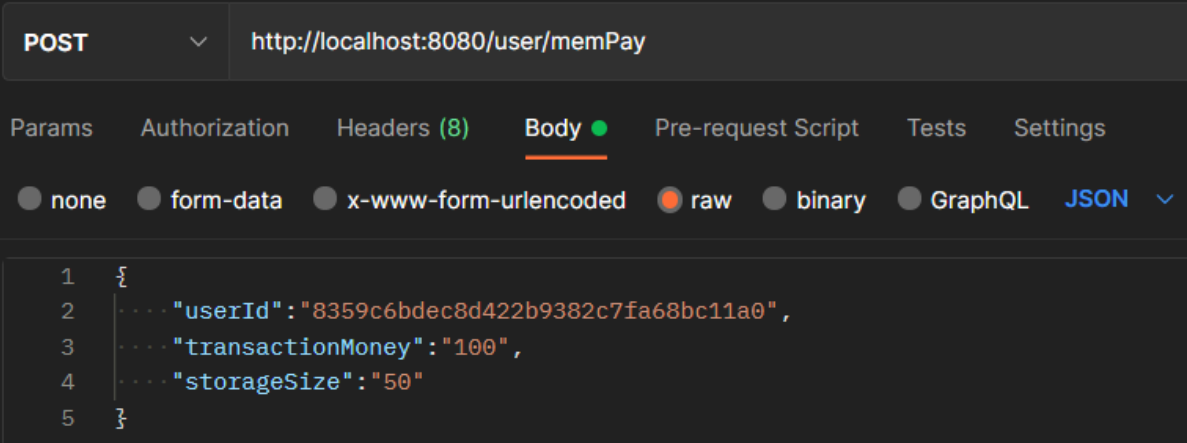 POST http://localhost:8080/user/memPay
Params Authorization Headers (8) Body Pre-request Script Tests Settings
none form-data x-www-form-urlencoded raw binary GraphQL JSON
1 {
2 ····"userId":"8359c6bdec8d422b9382c7fa68bc11a0",
3 ····"transactionMoney":"100",
4 ····"storageSize":"50"
5 }